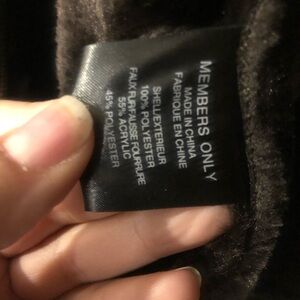 MEMBERS ONLY
MADE IN CHINA
FABRIQUE EN CHINE
SHELL/EXTERIEUR
100% POLYESTER
FAUX FUR/FAUSSE FOURRURE
55% ACRYLIC
45% POLYESTER